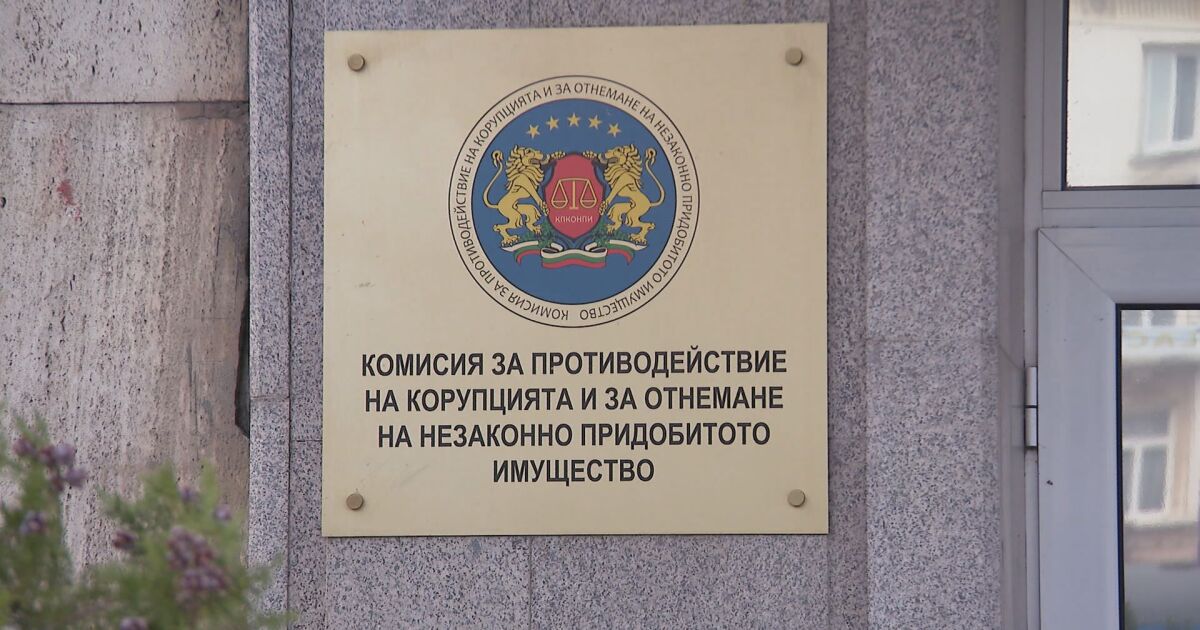 КОМИСИЯ ЗА ПРОТИВОДЕЙСТВИЕ НА КОРУПЦИЯТА И ЗА ОТНЕМАНЕ НА НЕЗАКОННО ПРИДОБИТОТО ИМУЩЕСТВО
КПКОНПИ
КОМИСИЯ ЗА ПРОТИВОДЕЙСТВИЕ
НА КОРУПЦИЯТА И ЗА ОТНЕМАНЕ
НА НЕЗАКОННО ПРИДОБИТОТО
ИМУЩЕСТВО